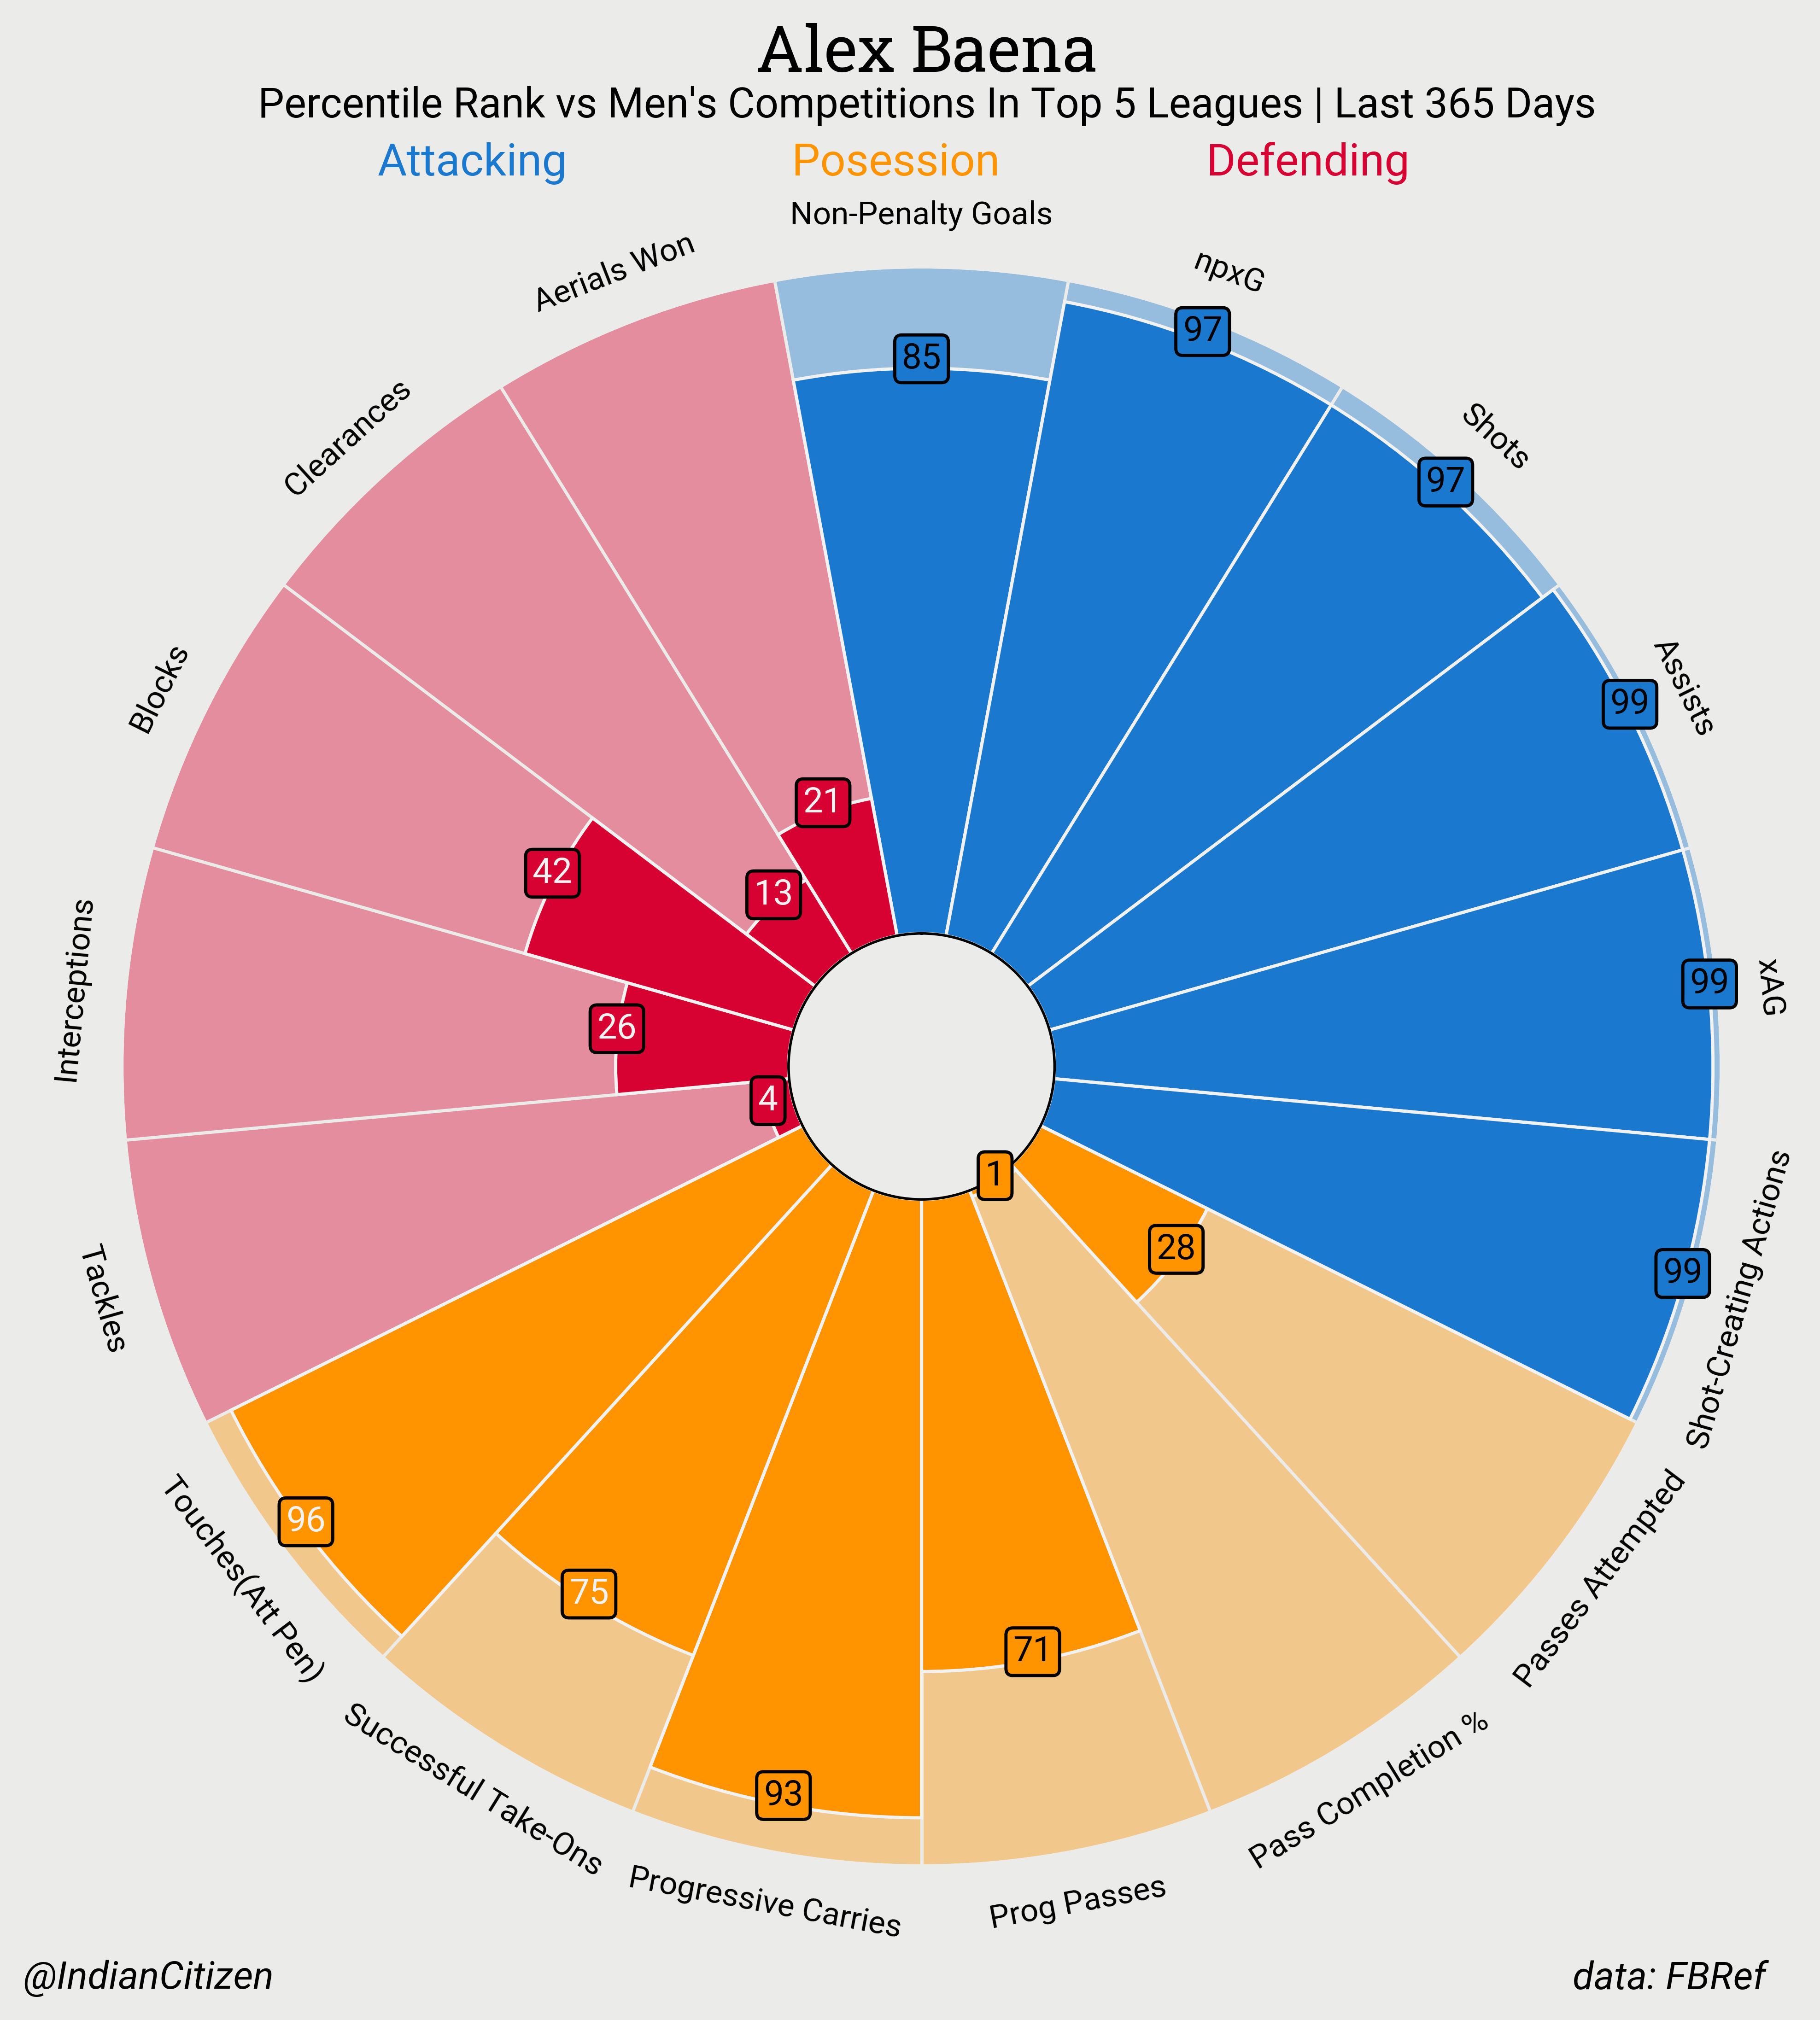 Alex Baena
Percentile Rank vs Men's Competitions In Top 5 Leagues | Last 365 Days
Attacking
Posession
Defending
Non-Penalty Goals
85
npxG
97
Shots
97
Assists
99
xAG
99
Shot-Creating Actions
99
Passes Attempted
28
Pass Completion %
1
Prog Passes
71
Progressive Carries
93
Successful Take-Ons
75
Touches(Att Pen)
96
Tackles
4
Interceptions
26
Blocks
42
Clearances
13
Aerials Won
21
@IndianCitizen
data: FBRef